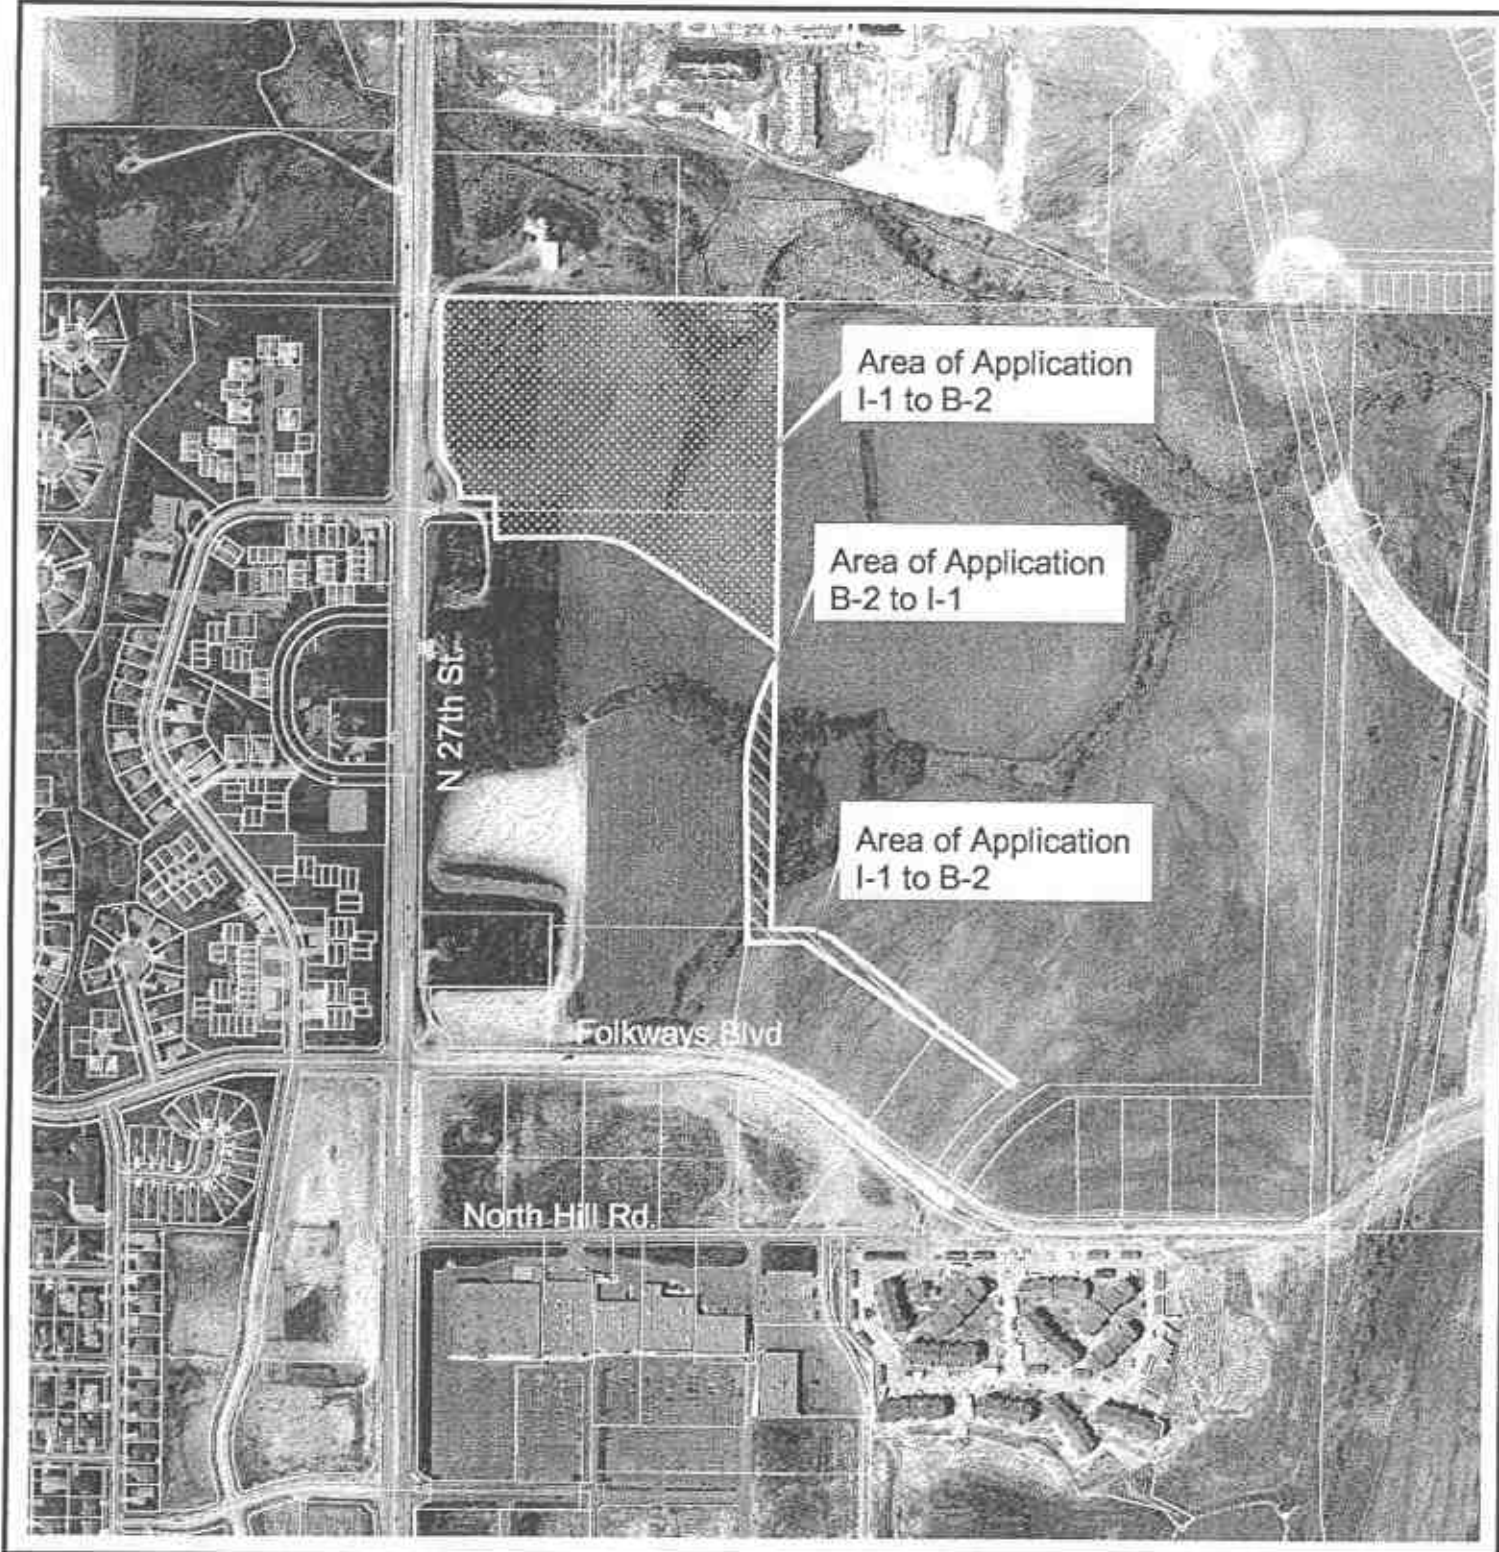 Area of Application
I-1 to B-2
Area of Application
B-2 to I-1
N 27th St.
Area of Application
I-1 to B-2
Folkways Blvd
North Hill Rd.